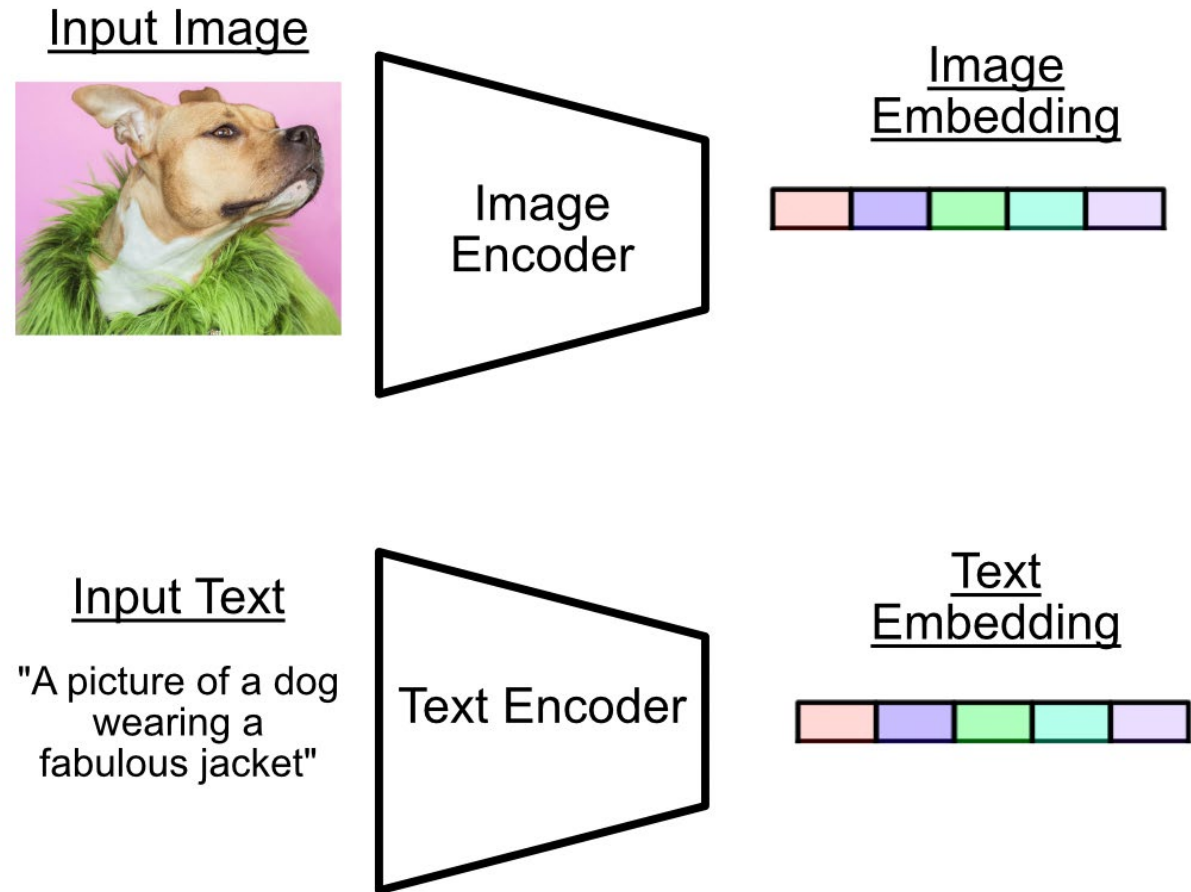 Input Image
Image
Encoder
Image
Embedding
Input Text
"A picture of a dog
wearing a
fabulous jacket"
Text Encoder
Text
Embedding